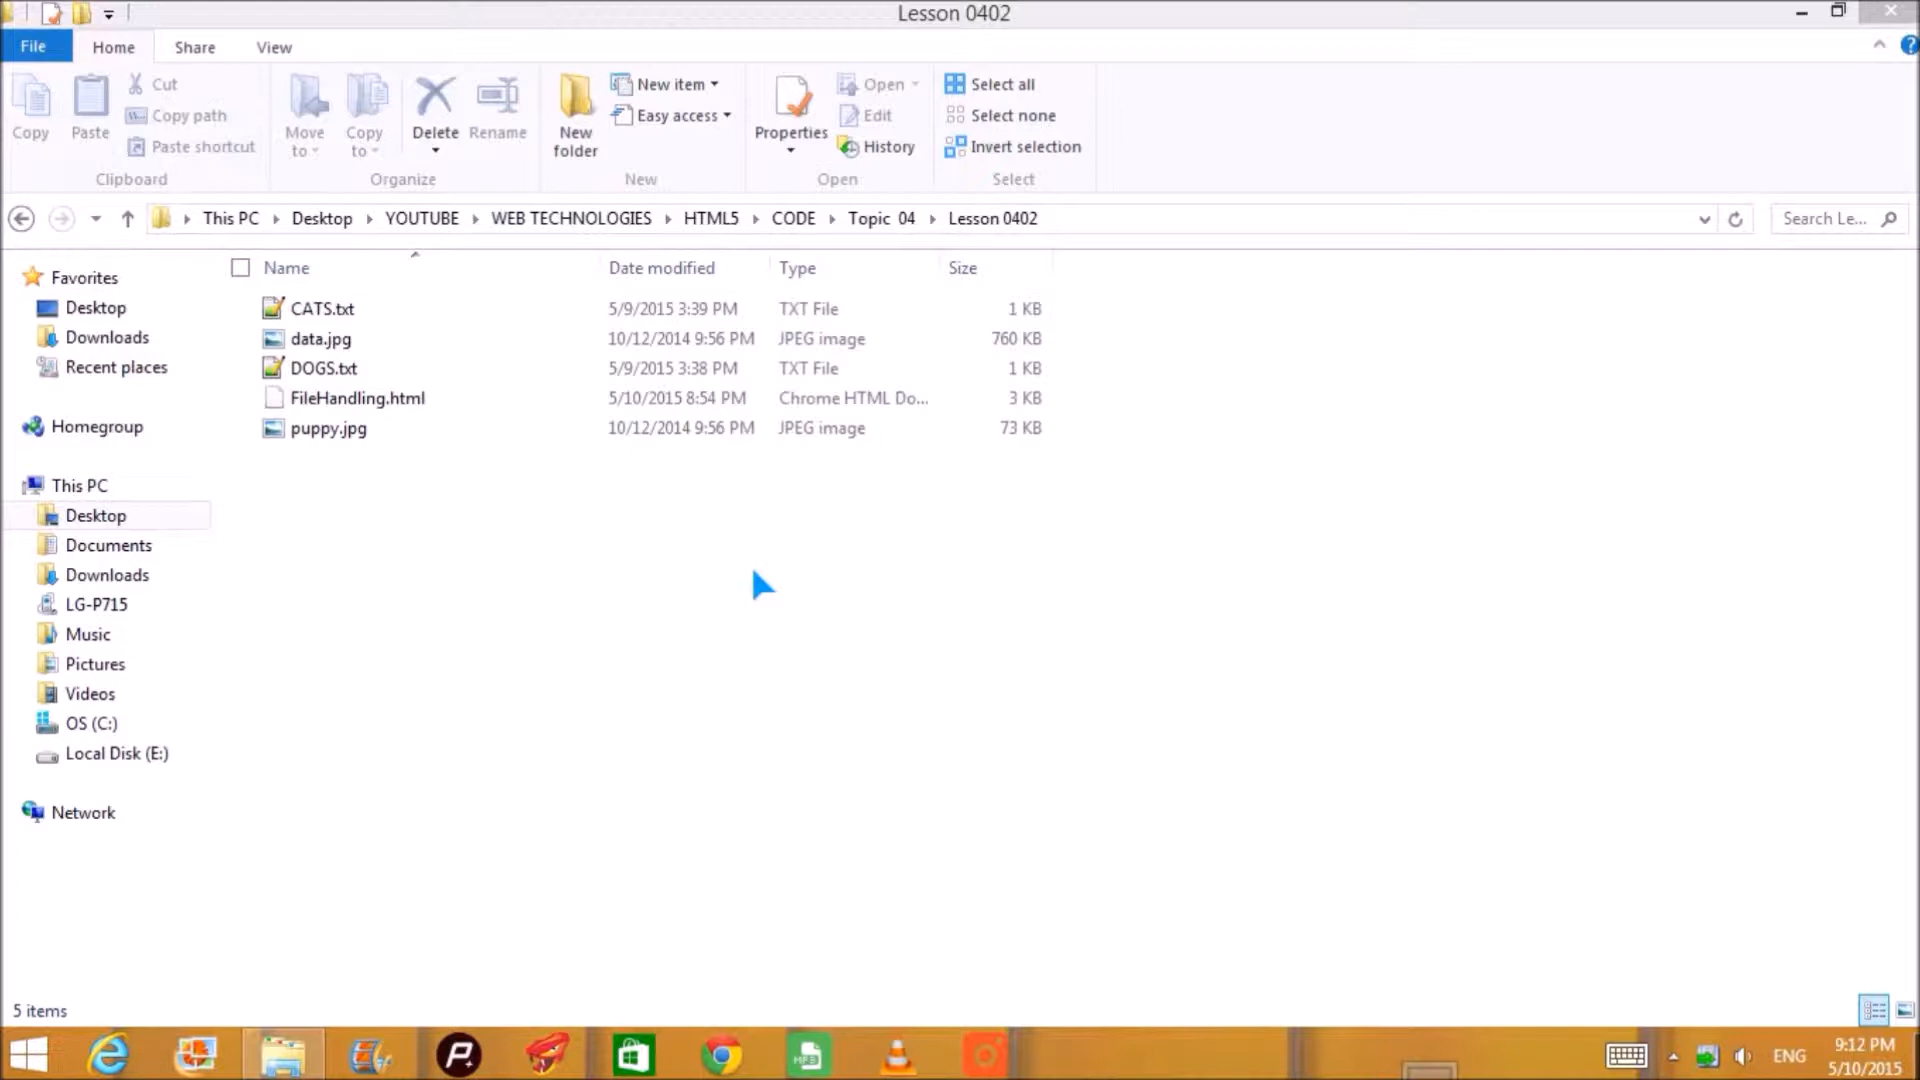 Lesson 0402
File Home Share View
Copy Paste Cut Copy path Paste shortcut Clipboard
Move to Copy to Delete Rename Organize
New folder New item Easy access New
Properties Open Edit History Open
Select all Select none Invert selection Select
This PC Desktop YOUTUBE WEB TECHNOLOGIES HTML5 CODE Topic 04 Lesson 0402 Search Le...
Name Date modified Type Size
CATS.txt 5/9/2015 3:39 PM TXT File 1 KB
data.jpg 10/12/2014 9:56 PM JPEG image 760 KB
DOGS.txt 5/9/2015 3:38 PM TXT File 1 KB
FileHandling.html 5/10/2015 8:54 PM Chrome HTML Do... 3 KB
puppy.jpg 10/12/2014 9:56 PM JPEG image 73 KB
Favorites
Desktop
Downloads
Recent places
Homegroup
This PC
Desktop
Documents
Downloads
LG-P715
Music
Pictures
Videos
OS (C:)
Local Disk (E:)
Network
5 items
ENG
9:12 PM
5/10/2015